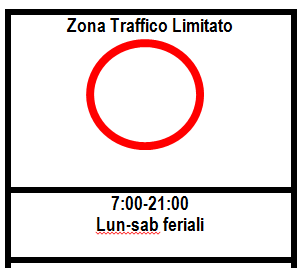 Zona Traffico Limitato
7:00-21:00
Lun-sab feriali